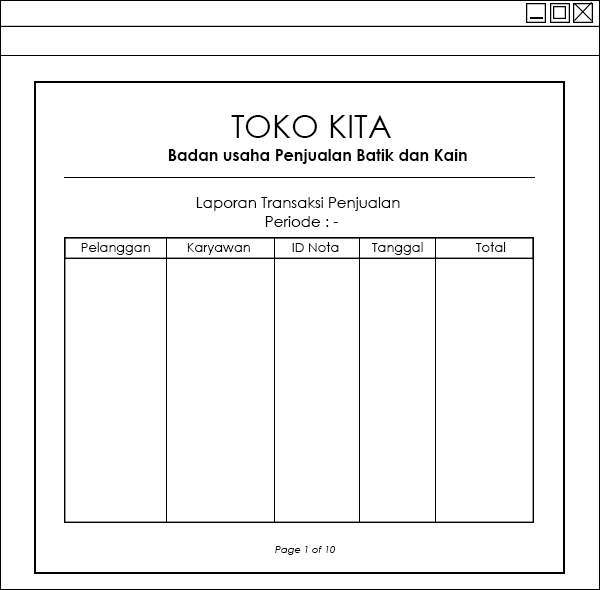 TOKO KITA
Badan usaha Penjualan Batik dan Kain
Laporan Transaksi Penjualan
Periode : -
Pelanggan Karyawan ID Nota Tanggal Total
Page 1 of 10